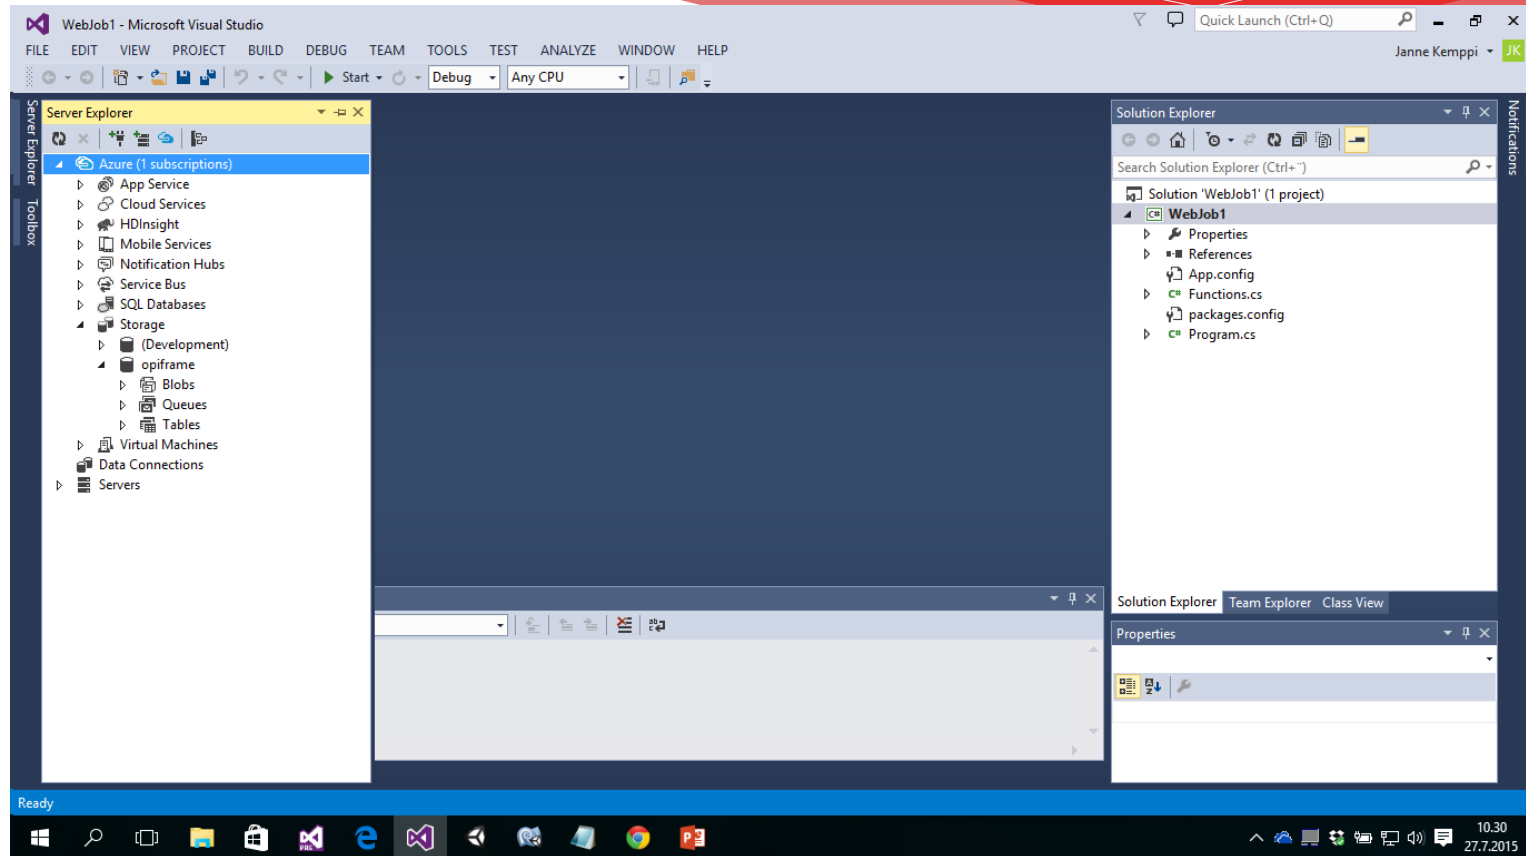 WebJob1 - Microsoft Visual Studio
Quick Launch (Ctrl+Q)
FILE EDIT VIEW PROJECT BUILD DEBUG TEAM TOOLS TEST ANALYZE WINDOW HELP
Janne Kemppi
JK
Start
Debug
Any CPU
Server Explorer
Toolbox
Server Explorer
Azure (1 subscriptions)
App Service
Cloud Services
HDInsight
Mobile Services
Notification Hubs
Service Bus
SQL Databases
Storage
(Development)
opiframe
Blobs
Queues
Tables
Virtual Machines
Data Connections
Servers
Solution Explorer
Search Solution Explorer (Ctrl+¨)
Solution 'WebJob1' (1 project)
WebJob1
Properties
References
App.config
Functions.cs
packages.config
Program.cs
Solution Explorer Team Explorer Class View
Properties
Notifications
Ready
10.30
27.7.2015